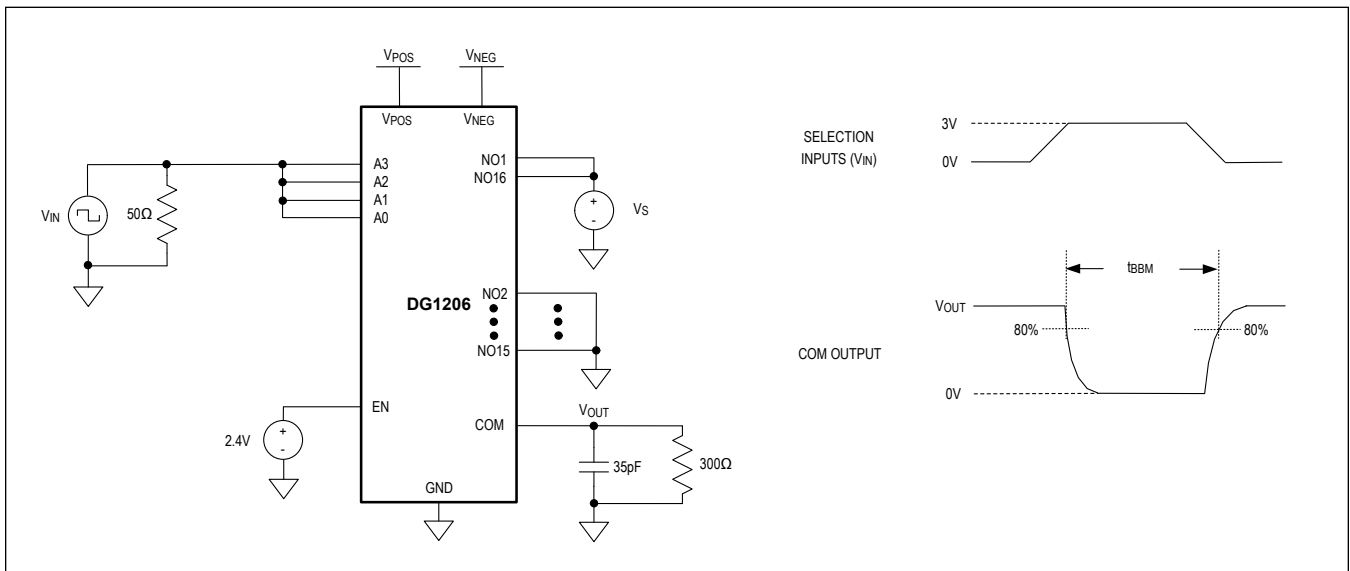 VPOS
VNEG
VPOS
VNEG
A3
A2
A1
A0
VIN
50Ω
NO1
NO16
VS
DG1206
NO2
NO15
EN
2.4V
COM
VOUT
35pF
300Ω
GND
SELECTION
INPUTS (VIN)
3V
0V
tBBM
VOUT
80%
80%
COM OUTPUT
0V